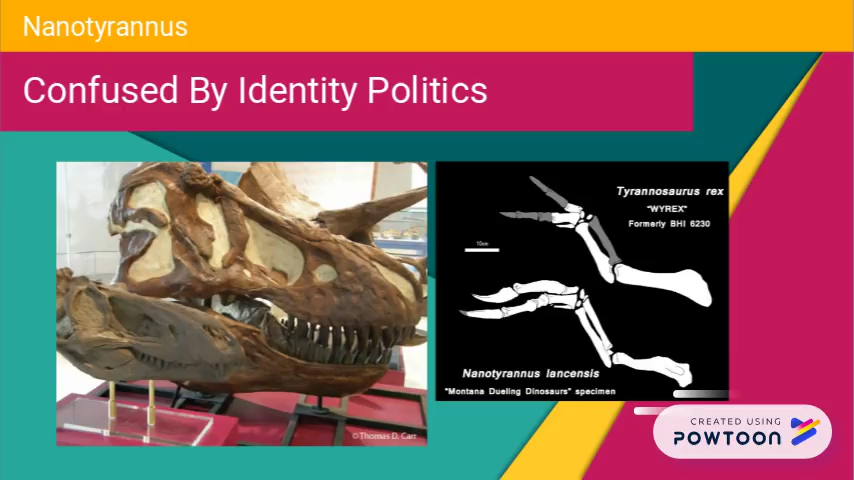 Nanotyrannus
Confused By Identity Politics
Tyrannosaurus rex
"WYREX"
Formerly BHI 6230
10cm
Nanotyrannus lancensis
"Montana Dueling Dinosaurs" specimen
©Thomas D. Carr
CREATED USING
POWTOON